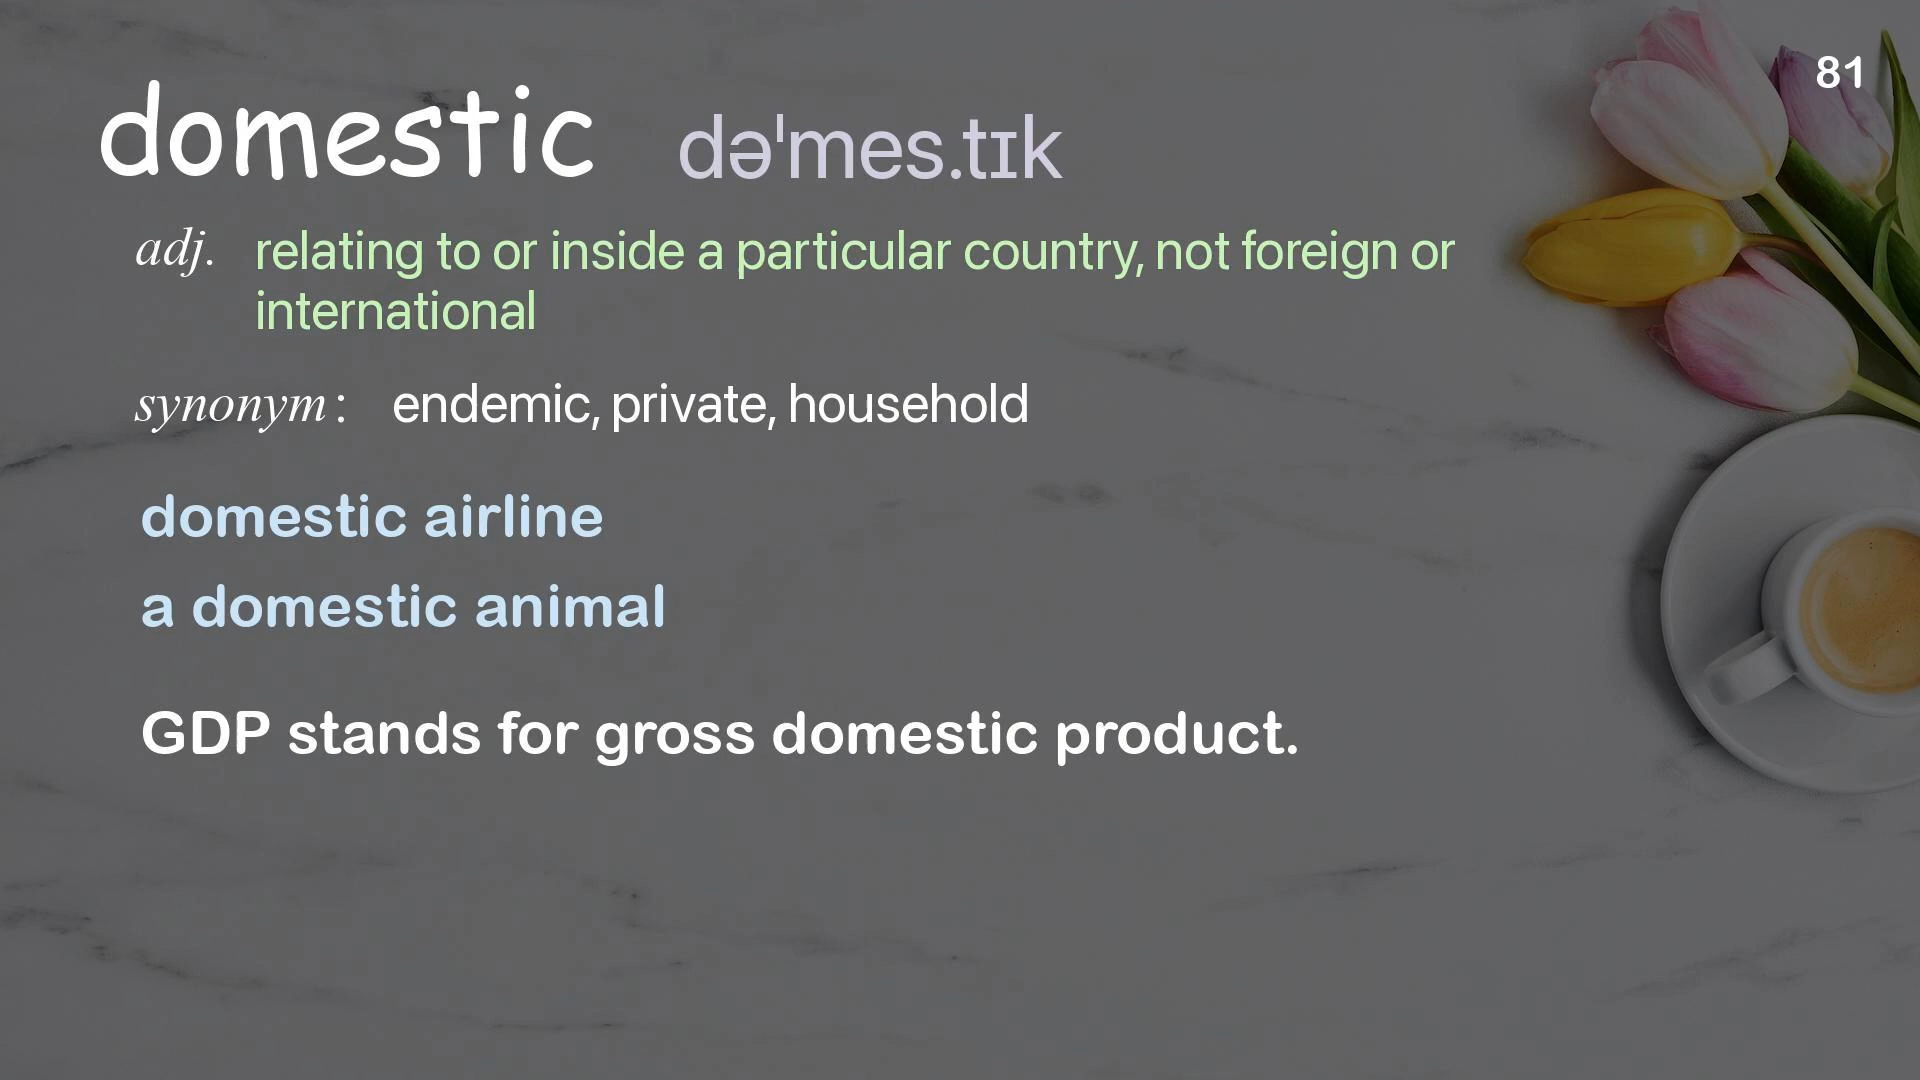 81
domestic dəˈmes.tɪk
adj. relating to or inside a particular country, not foreign or
international
synonym: endemic, private, household
domestic airline
a domestic animal
GDP stands for gross domestic product.